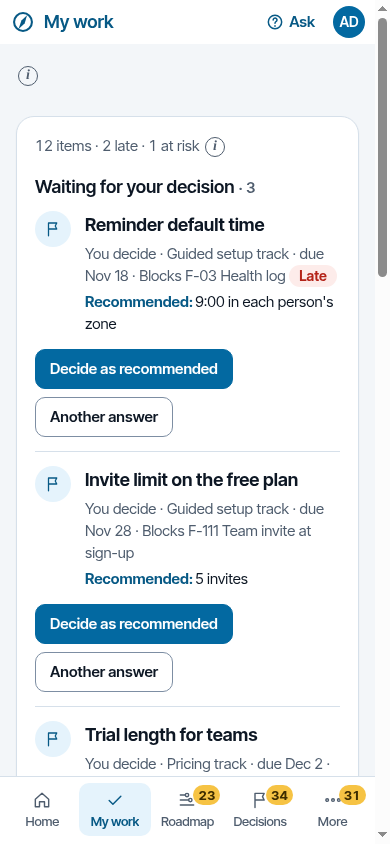 My work
Ask
AD
i
12 items · 2 late · 1 at risk i
Waiting for your decision · 3
Reminder default time
You decide · Guided setup track · due
Nov 18 · Blocks F-03 Health log Late
Recommended: 9:00 in each person's
zone
Decide as recommended
Another answer
Invite limit on the free plan
You decide · Guided setup track · due
Nov 28 · Blocks F-111 Team invite at
sign-up
Recommended: 5 invites
Decide as recommended
Another answer
Trial length for teams
You decide · Pricing track · due Dec 2 ·
23 34 31
Home My work Roadmap Decisions More